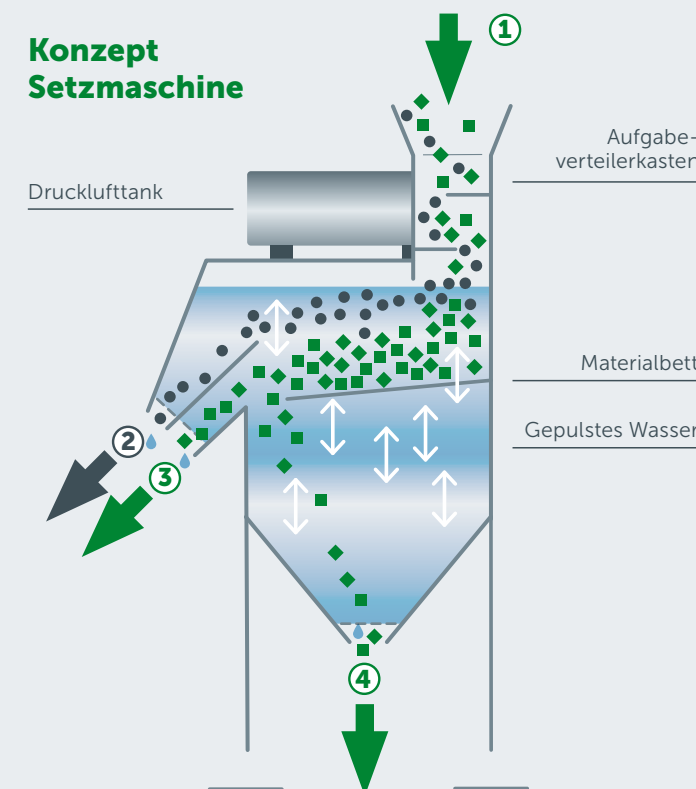 Konzept
Setzmaschine
①
Aufgabe-
verteilerkasten
Drucklufttank
Materialbett
Gepulstes Wasser
②
③
④